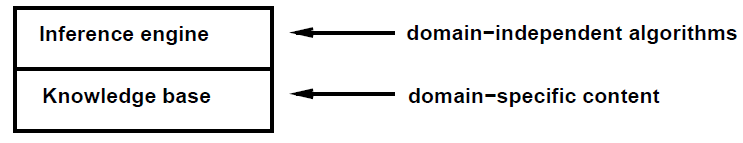 Inference engine domain−independent algorithms
Knowledge base domain−specific content